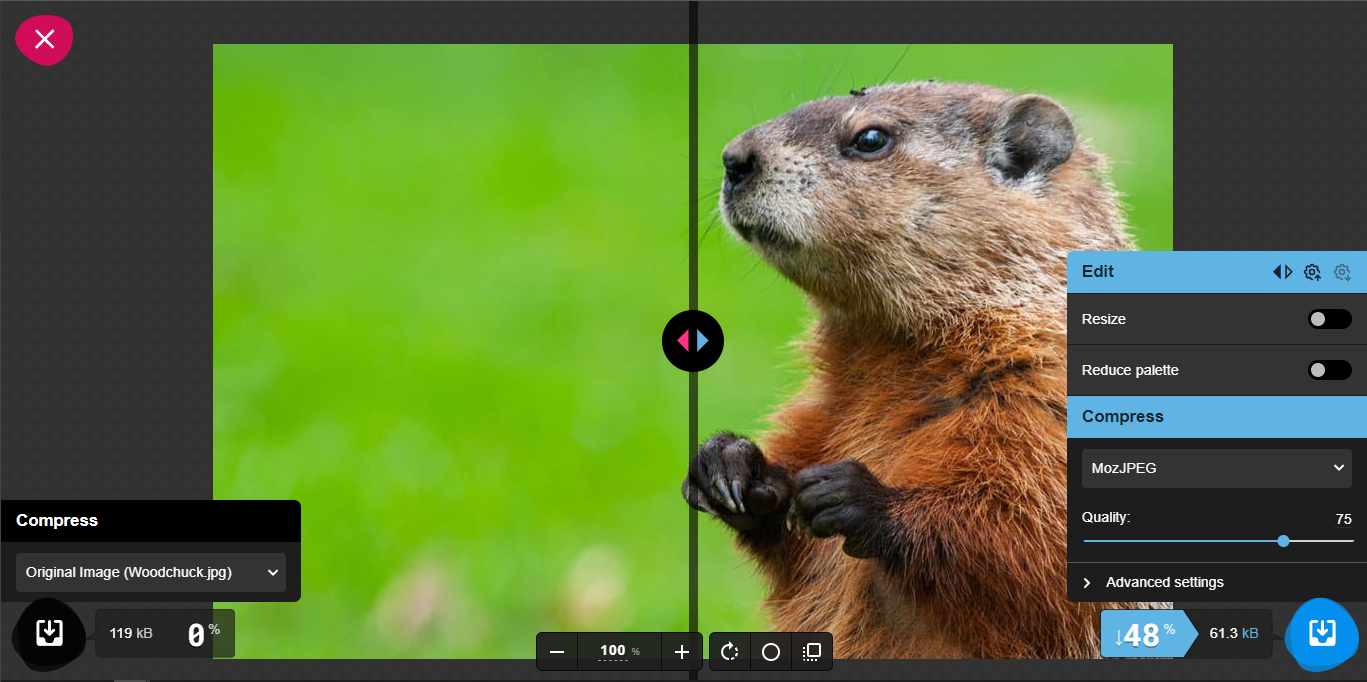 Edit
Resize
Reduce palette
Compress
MozJPEG
Quality: 75
Advanced settings
Compress
Original Image (Woodchuck.jpg)
119 kB 0 %
100 %
↓48 % 61.3 kB